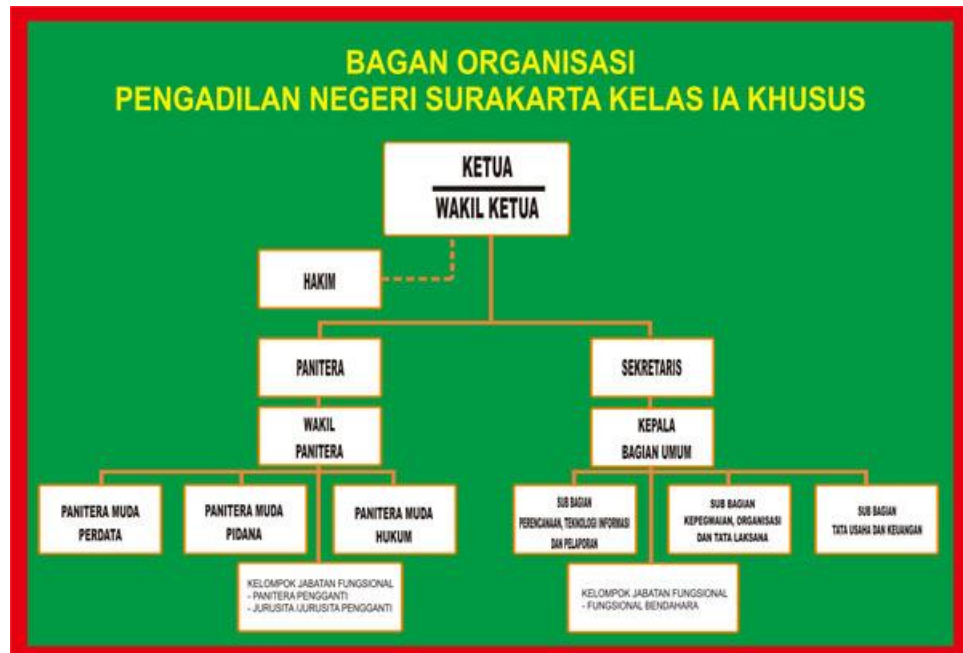 BAGAN ORGANISASI
PENGADILAN NEGERI SURAKARTA KELAS IA KHUSUS
KETUA
WAKIL KETUA
HAKIM
PANITERA
SEKRETARIS
WAKIL
PANITERA
KEPALA
BAGIAN UMUM
PANITERA MUDA
PERDATA
PANITERA MUDA
PIDANA
PANITERA MUDA
HUKUM
SUB BAGIAN
PERENCANAAN, TEKNOLOGI INFORMASI
DAN PELAPORAN
SUB BAGIAN
KEPEGWAIAN, ORGANISASI
DAN TATA LAKSANA
SUB BAGIAN
TATA USAHA DAN KEUANGAN
KELOMPOK JABATAN FUNGSIONAL
- PANITERA PENGGANTI
- JURUSITA /JURUSITA PENGGANTI
KELOMPOK JABATAN FUNGSIONAL
- FUNGSIONAL BENDAHARA